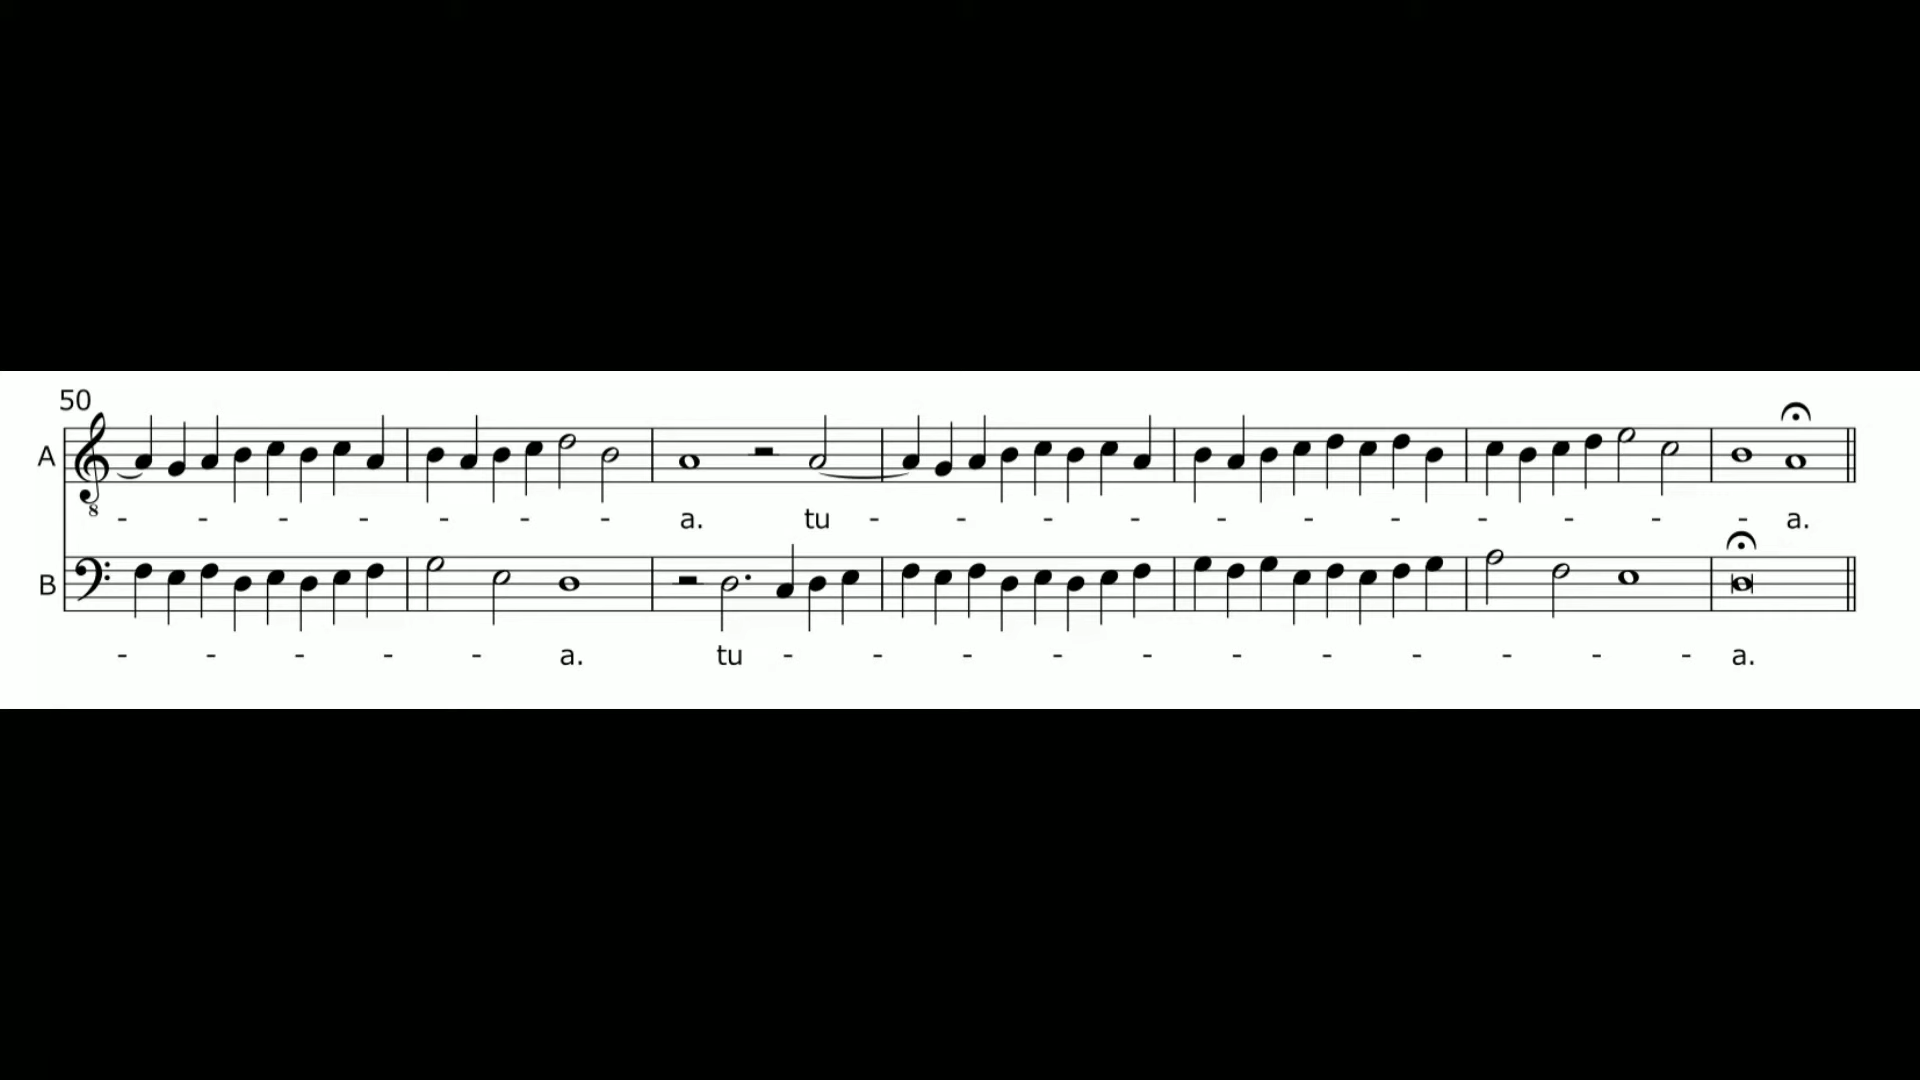 50
A
8
- - - - - - - a. tu - - - - - - - - - - - a.
B
- - - - - a. tu - - - - - - - - - - - a.